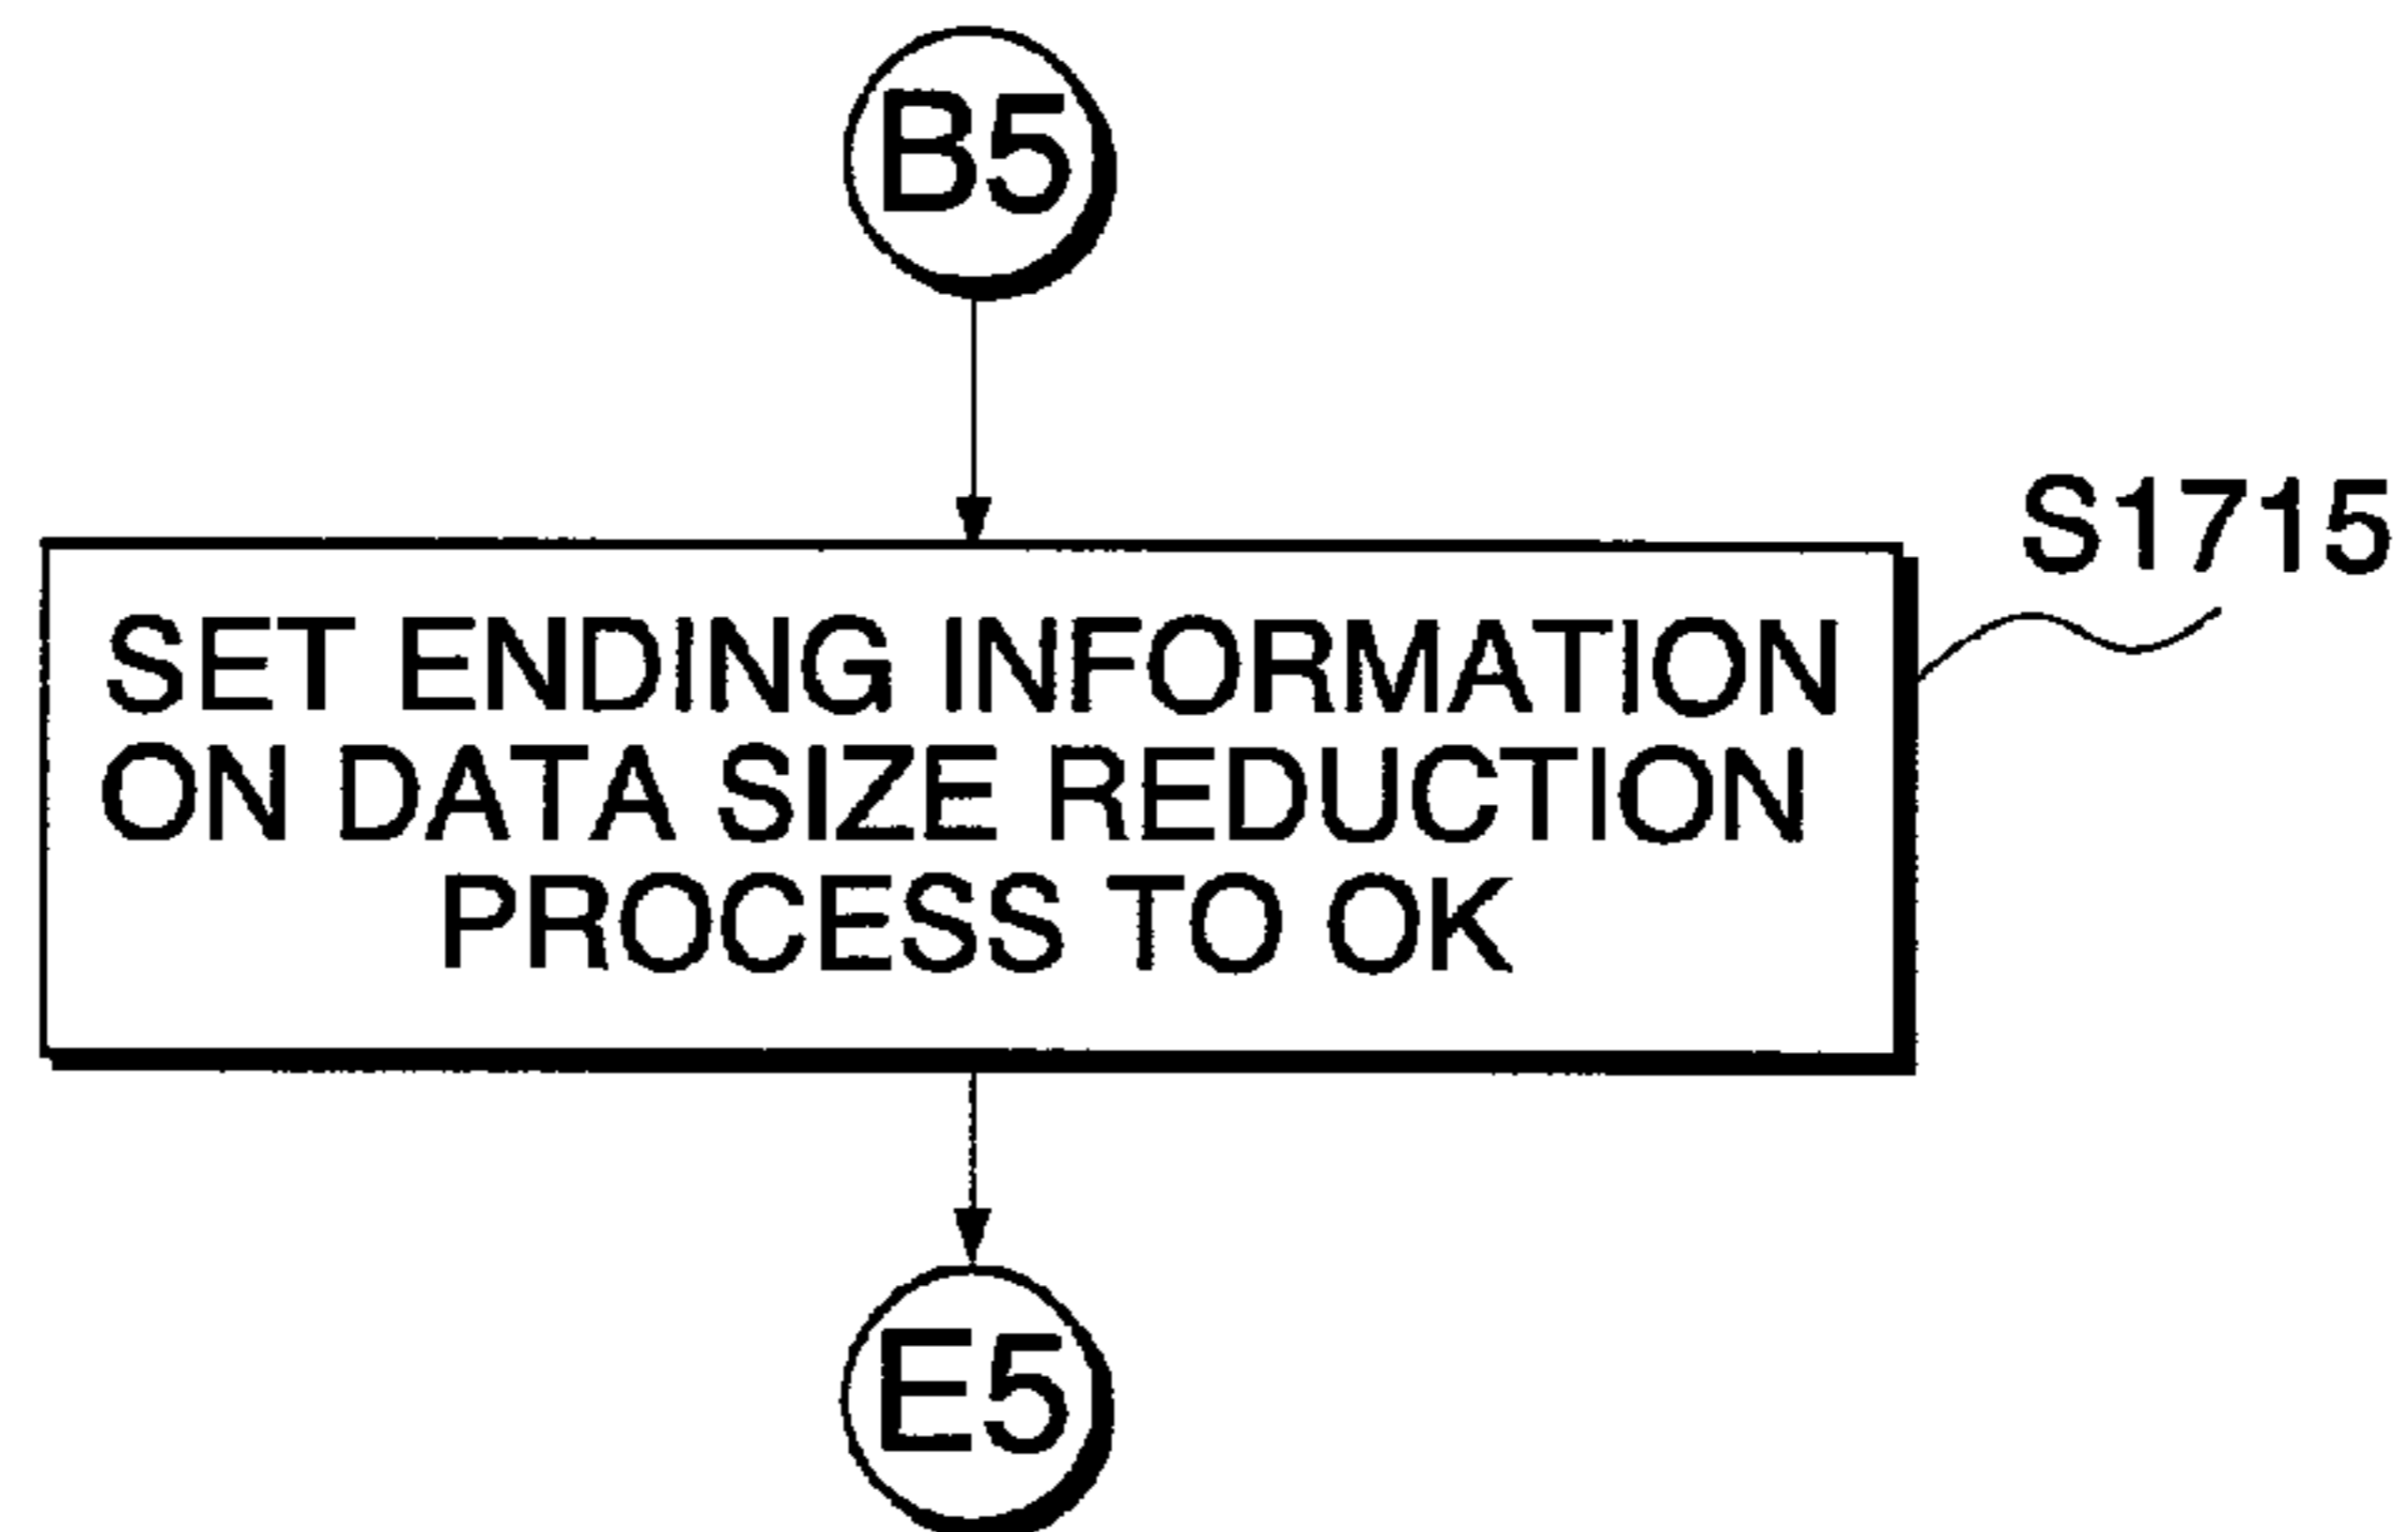 B5
S1715
SET ENDING INFORMATION
ON DATA SIZE REDUCTION
PROCESS TO OK
E5